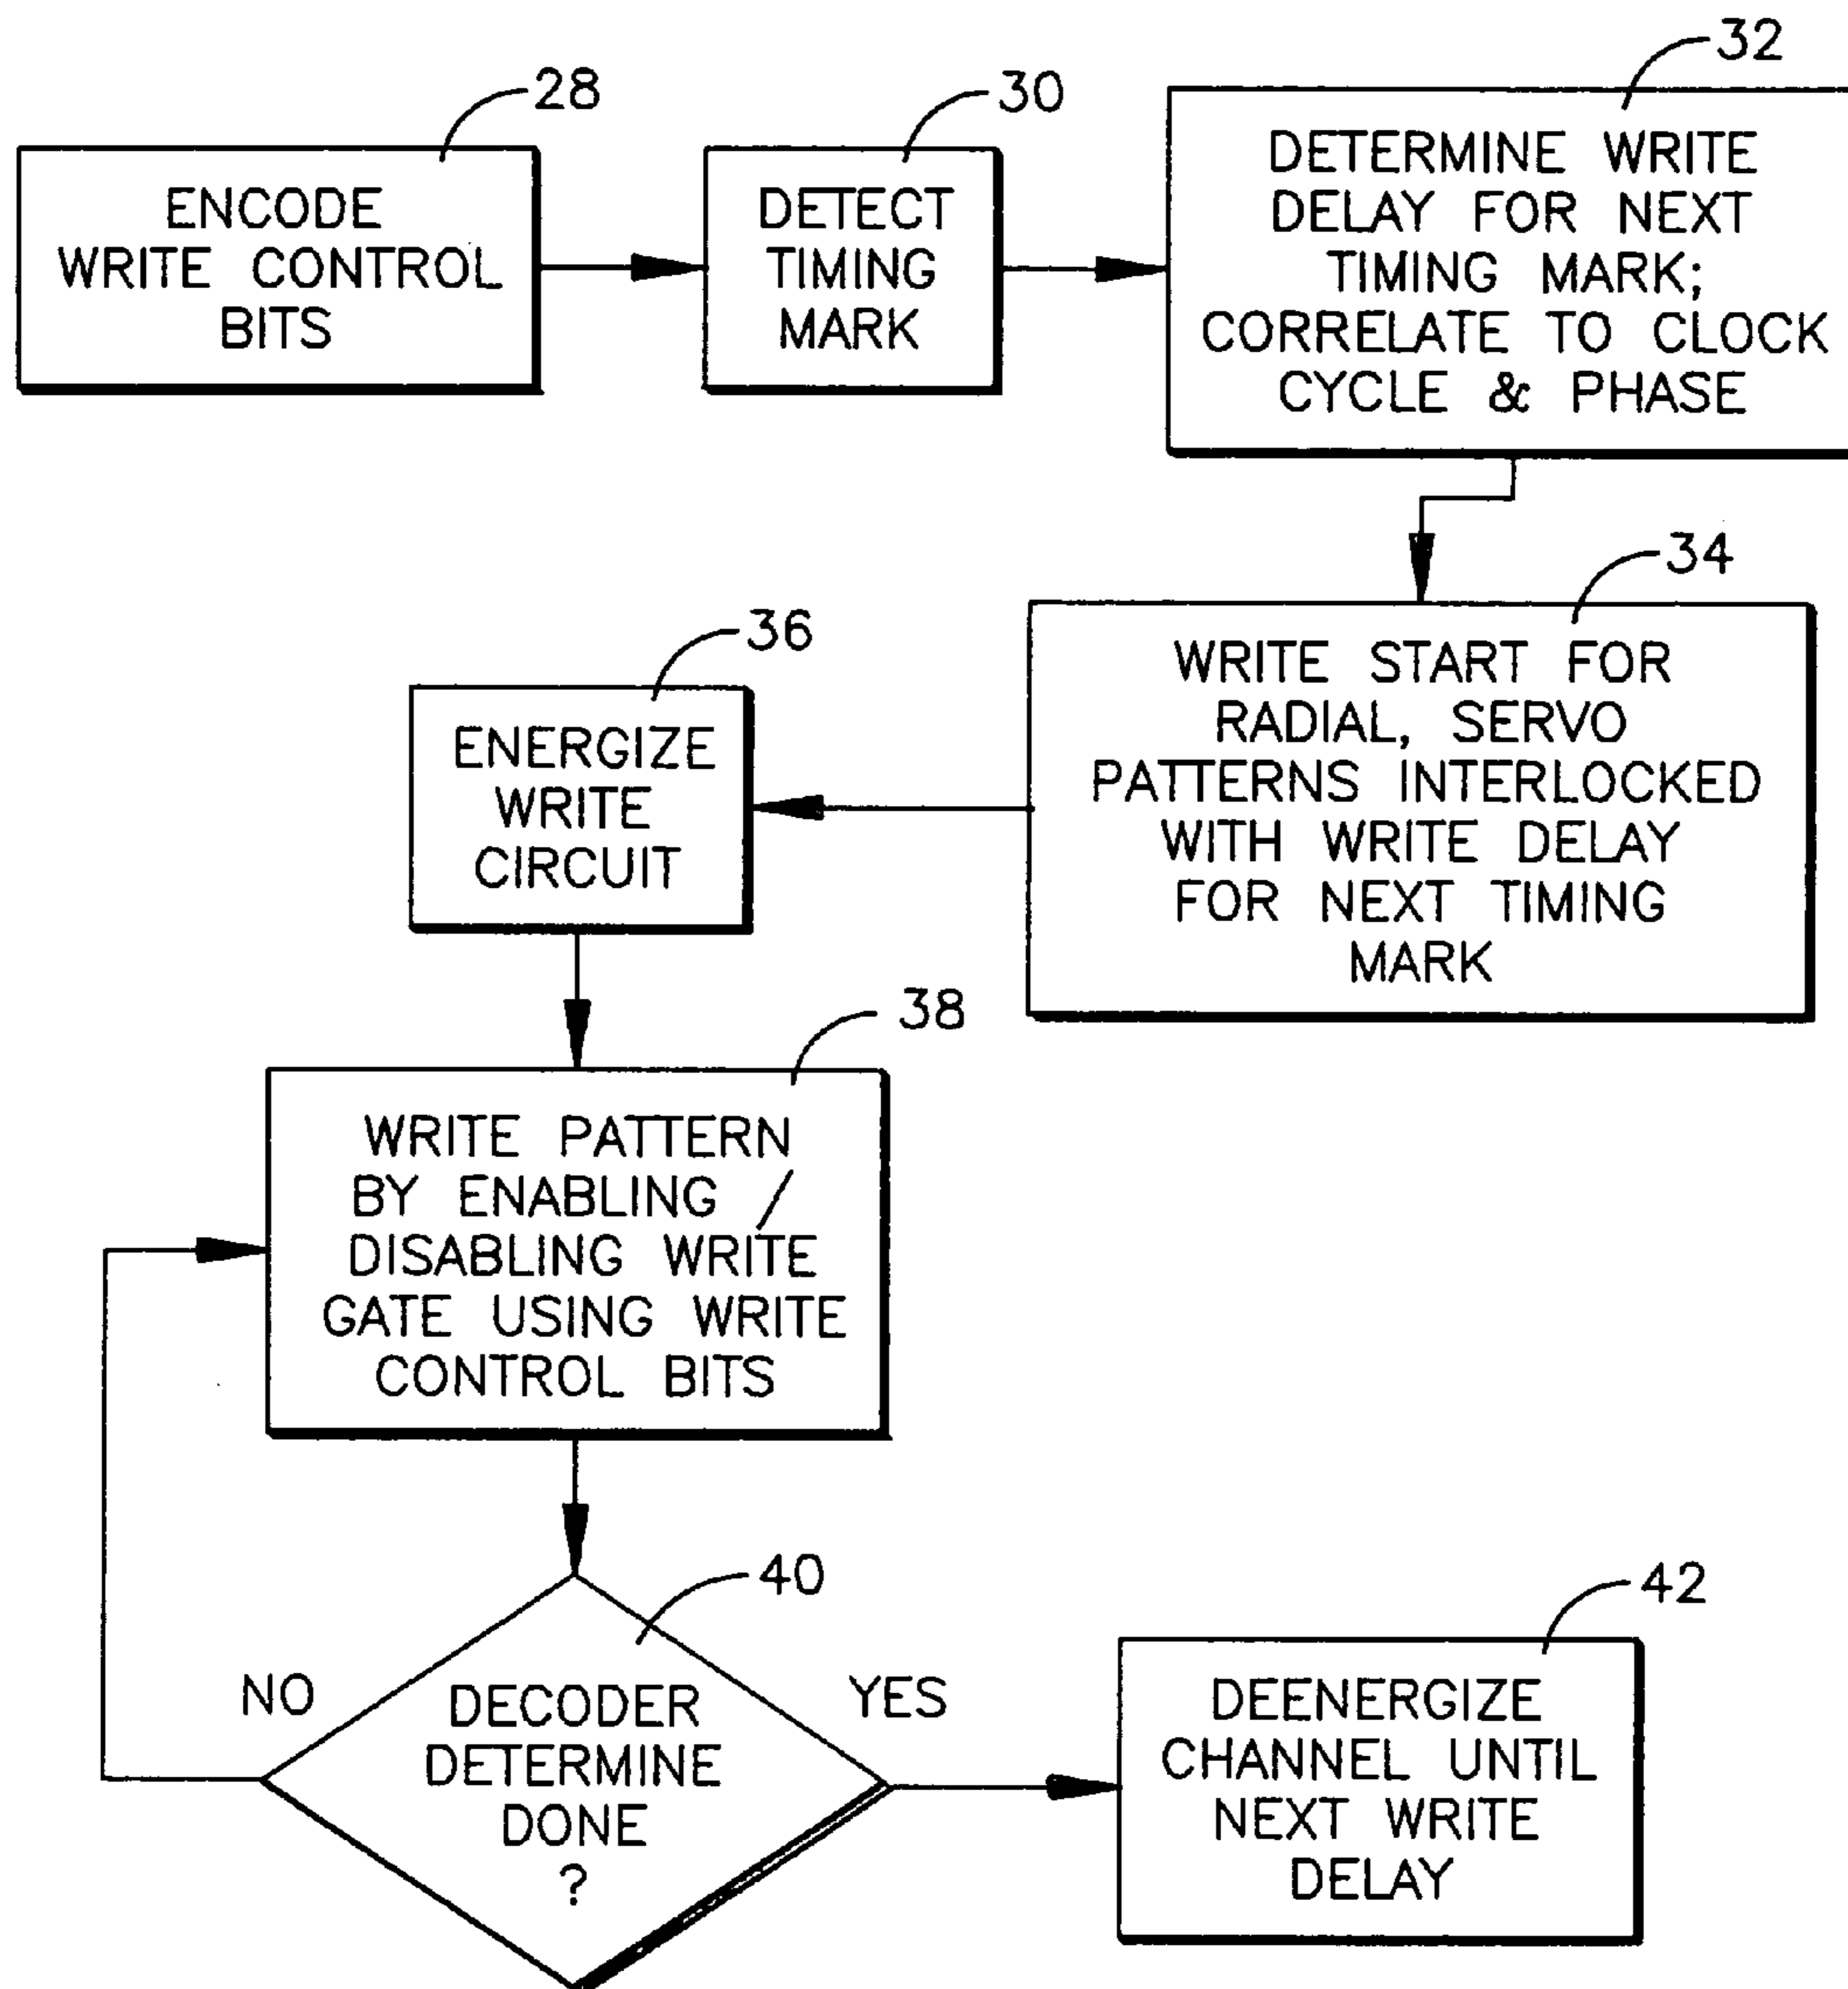 28
ENCODE
WRITE CONTROL
BITS
30
DETECT
TIMING
MARK
32
DETERMINE WRITE
DELAY FOR NEXT
TIMING MARK;
CORRELATE TO CLOCK
CYCLE & PHASE
34
WRITE START FOR
RADIAL, SERVO
PATTERNS INTERLOCKED
WITH WRITE DELAY
FOR NEXT TIMING
MARK
36
ENERGIZE
WRITE
CIRCUIT
38
WRITE PATTERN
BY ENABLING /
DISABLING WRITE
GATE USING WRITE
CONTROL BITS
40
DECODER
DETERMINE
DONE
?
NO
YES
42
DEENERGIZE
CHANNEL UNTIL
NEXT WRITE
DELAY